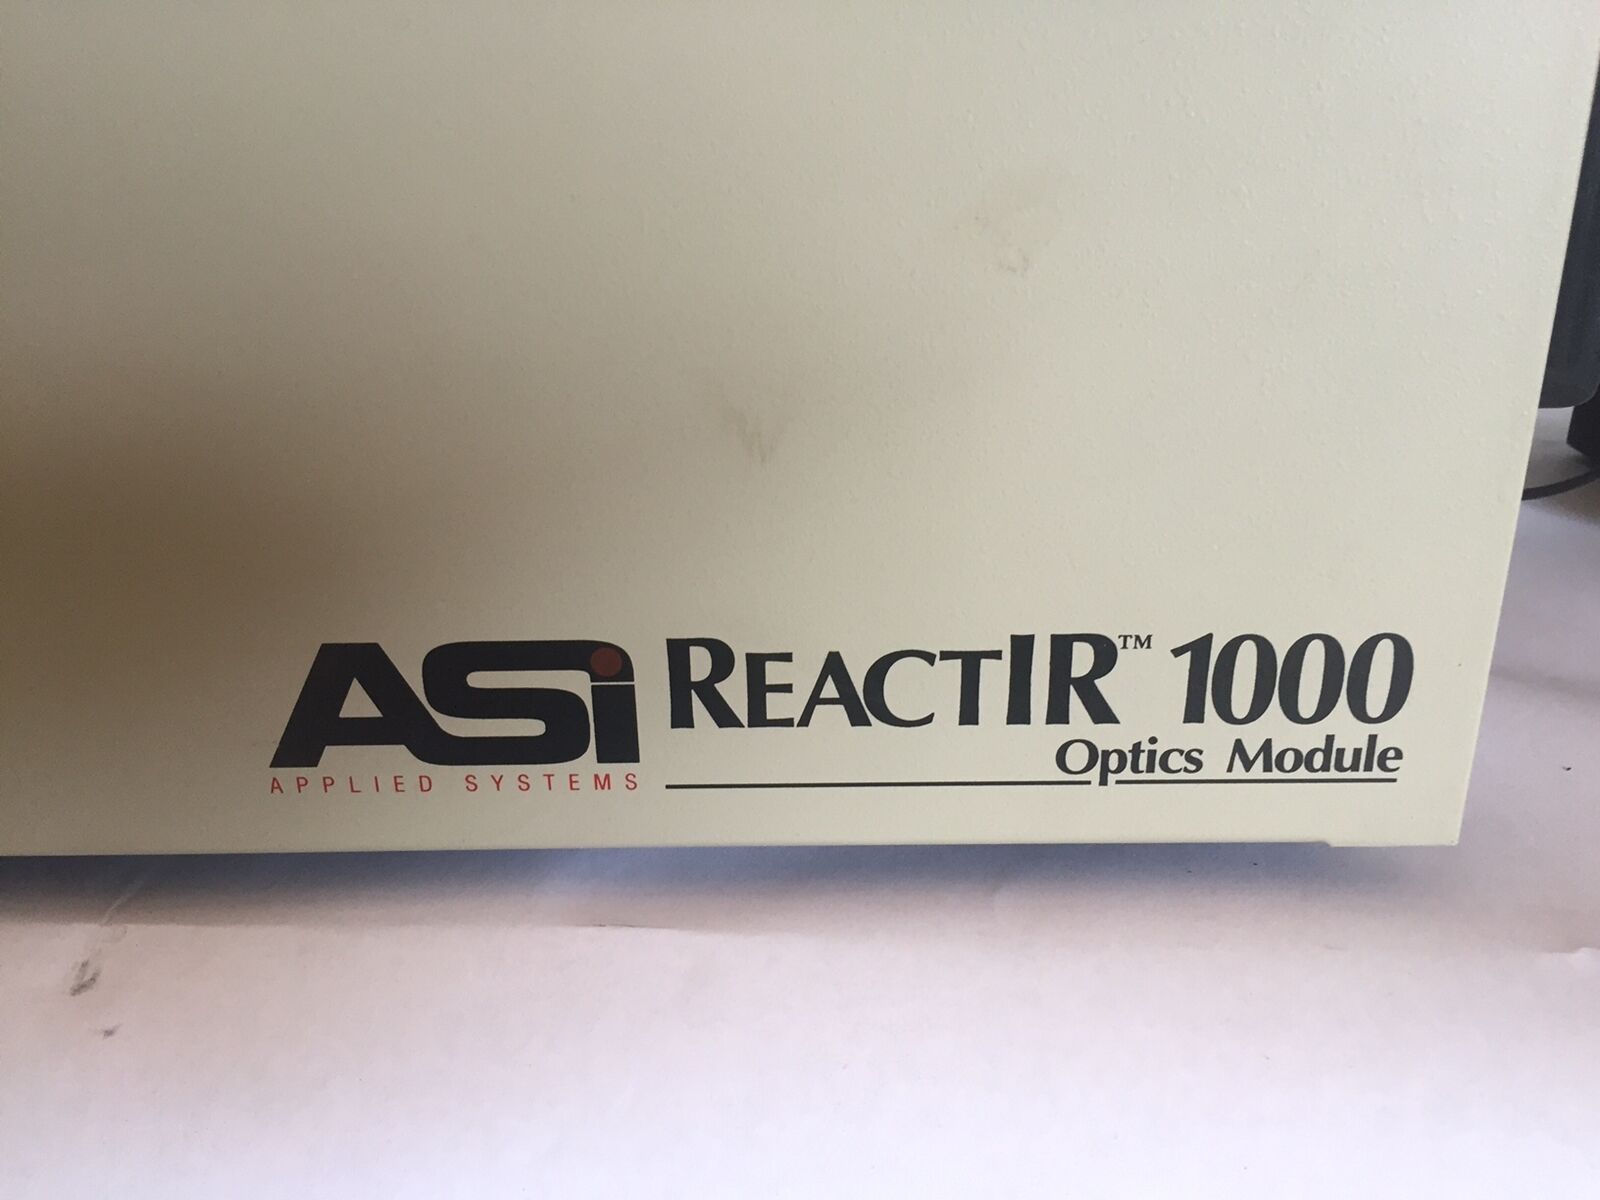 ASi
APPLIED SYSTEMS
REACTIR™ 1000
Optics Module